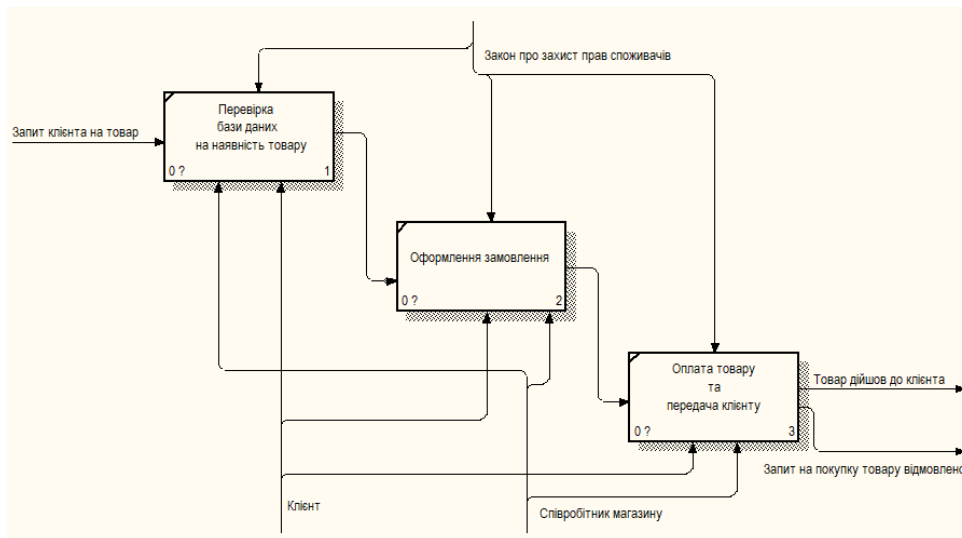 Закон про захист прав споживачів
Запит клієнта на товар
Перевірка
бази даних
на наявність товару
0 ?
1
Оформлення замовлення
0 ?
2
Оплата товару
та
передача клієнту
0 ?
3
Товар дійшов до клієнта
Запит на покупку товару відмовлено
Клієнт
Співробітник магазину